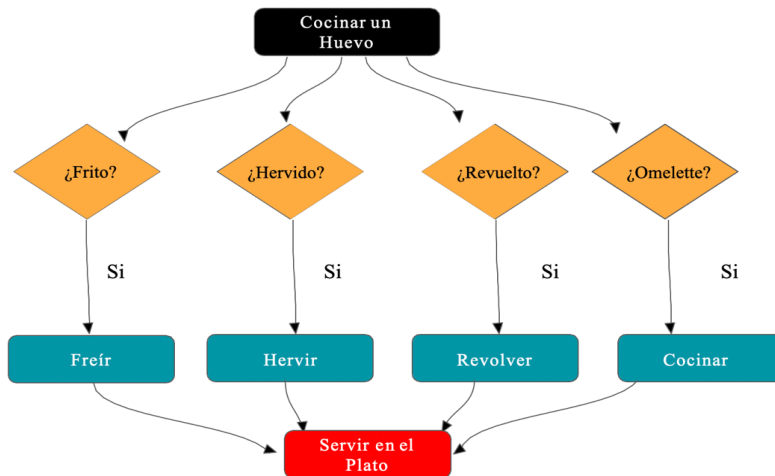 Cocinar un
Huevo
¿Frito?
¿Hervido?
¿Revuelto?
¿Omelette?
Si
Si
Si
Si
Freír
Hervir
Revolver
Cocinar
Servir en el
Plato